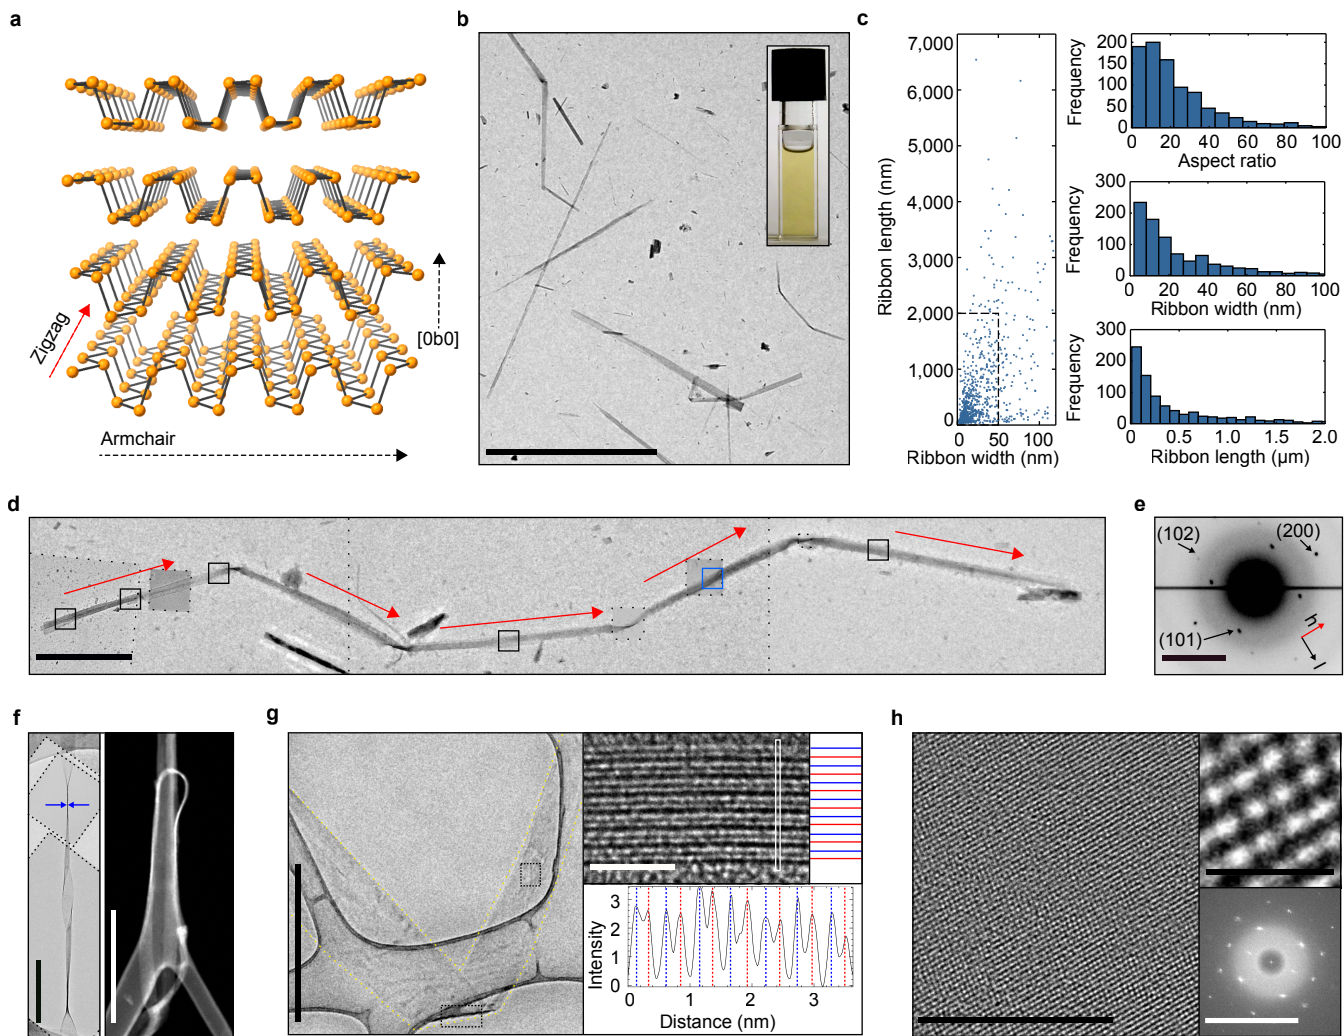 a
Zigzag
[0b0]
Armchair
b
c
Ribbon length (nm)
7,000
6,000
5,000
4,000
3,000
2,000
1,000
0
0
50
100
Ribbon width (nm)
Frequency
200
150
100
50
0
0
20
40
60
80
100
Aspect ratio
Frequency
300
200
100
0
0
20
40
60
80
100
Ribbon width (nm)
Frequency
300
200
100
0
0
0.5
1.0
1.5
2.0
Ribbon length (µm)
d
e
(102)
(200)
(101)
h
l
f
g
Intensity
3
2
1
0
0
1
2
3
Distance (nm)
h